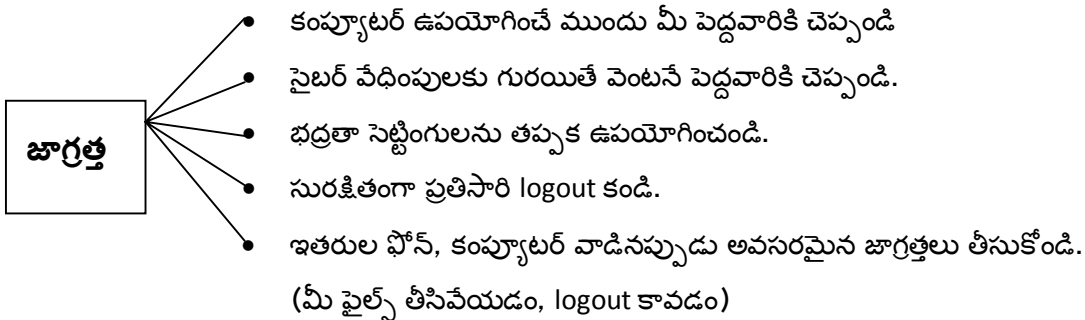 కంప్యూటర్ ఉపయోగించే ముందు మీ పెద్దవారికి చెప్పండి
సైబర్ వేధింపులకు గురయితే వెంటనే పెద్దవారికి చెప్పండి.
జాగ్రత్త
భద్రతా సెట్టింగులను తప్పక ఉపయోగించండి.
సురక్షితంగా ప్రతిసారి logout కండి.
ఇతరుల ఫోన్, కంప్యూటర్ వాడినప్పుడు అవసరమైన జాగ్రత్తలు తీసుకోండి.
(మీ ఫైల్స్ తీసివేయడం, logout కావడం)